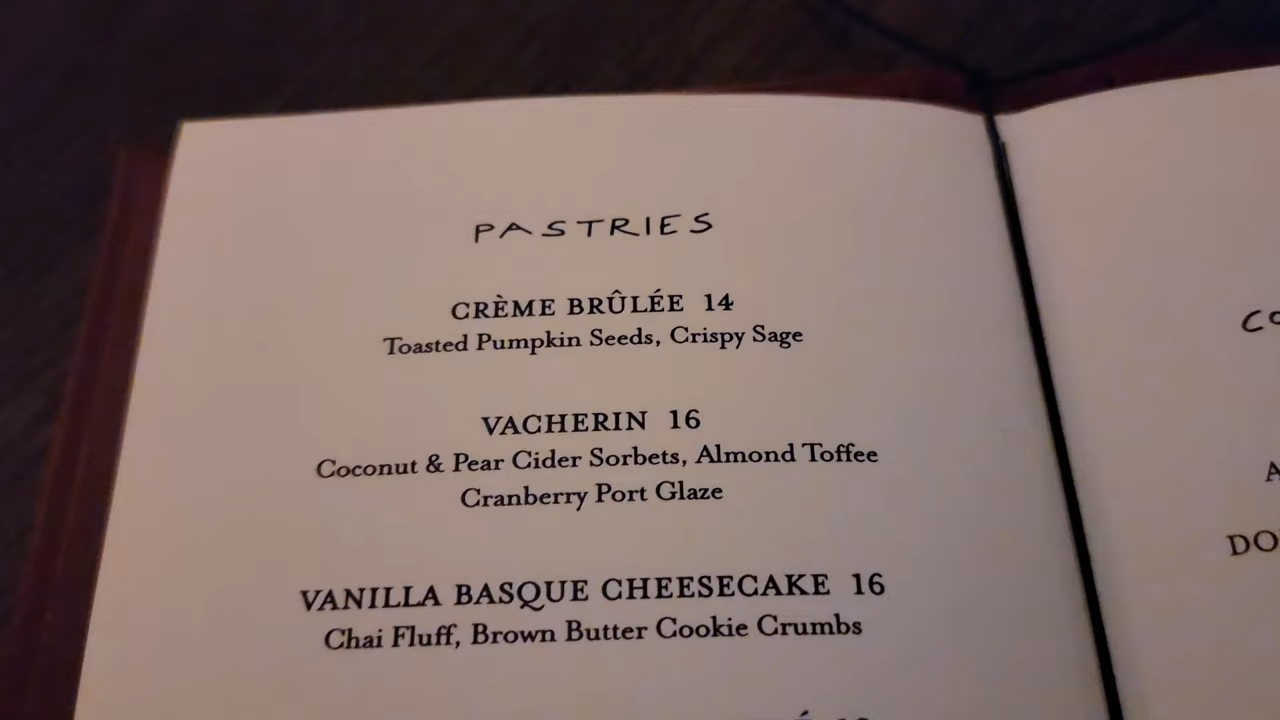 PASTRIES
CRÈME BRÛLÉE 14
Toasted Pumpkin Seeds, Crispy Sage
VACHERIN 16
Coconut & Pear Cider Sorbets, Almond Toffee
Cranberry Port Glaze
VANILLA BASQUE CHEESECAKE 16
Chai Fluff, Brown Butter Cookie Crumbs